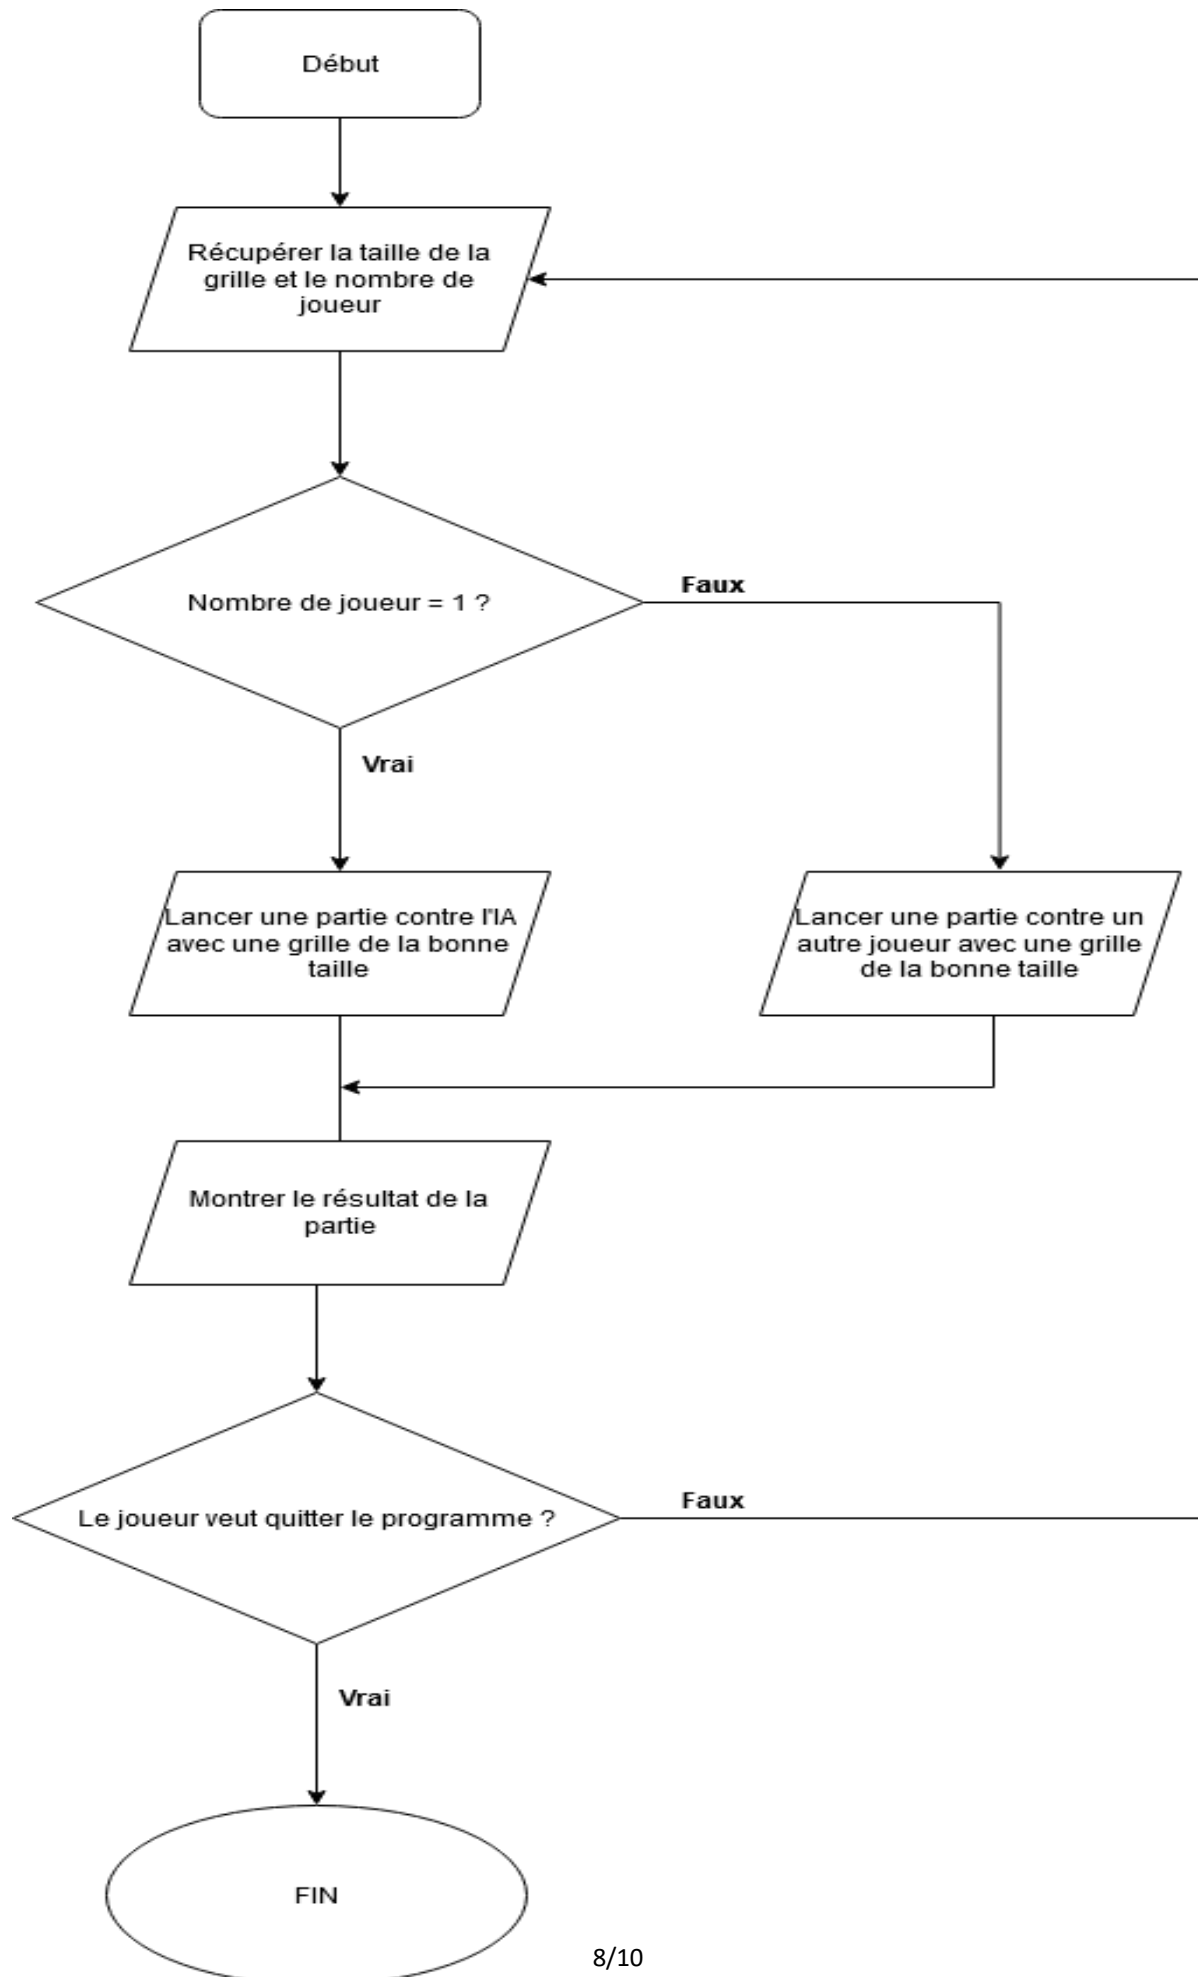 Début
Récupérer la taille de la
grille et le nombre de
joueur
Nombre de joueur = 1 ?
Faux
Vrai
Lancer une partie contre l'IA
avec une grille de la bonne
taille
Lancer une partie contre un
autre joueur avec une grille
de la bonne taille
Montrer le résultat de la
partie
Le joueur veut quitter le programme ?
Faux
Vrai
FIN
8/10